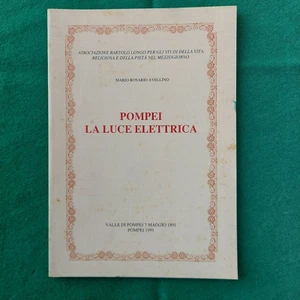 ASSOCIAZIONE BARTOLO LONGO PER GLI STUDI DELLA VITA
RELIGIOSA E DELLA PIETÀ NEL MEZZOGIORNO
MARIO ROSARIO AVELLINO
POMPEI
LA LUCE ELETTRICA
VALLE DI POMPEI 7 MAGGIO 1891
POMPEI 1991